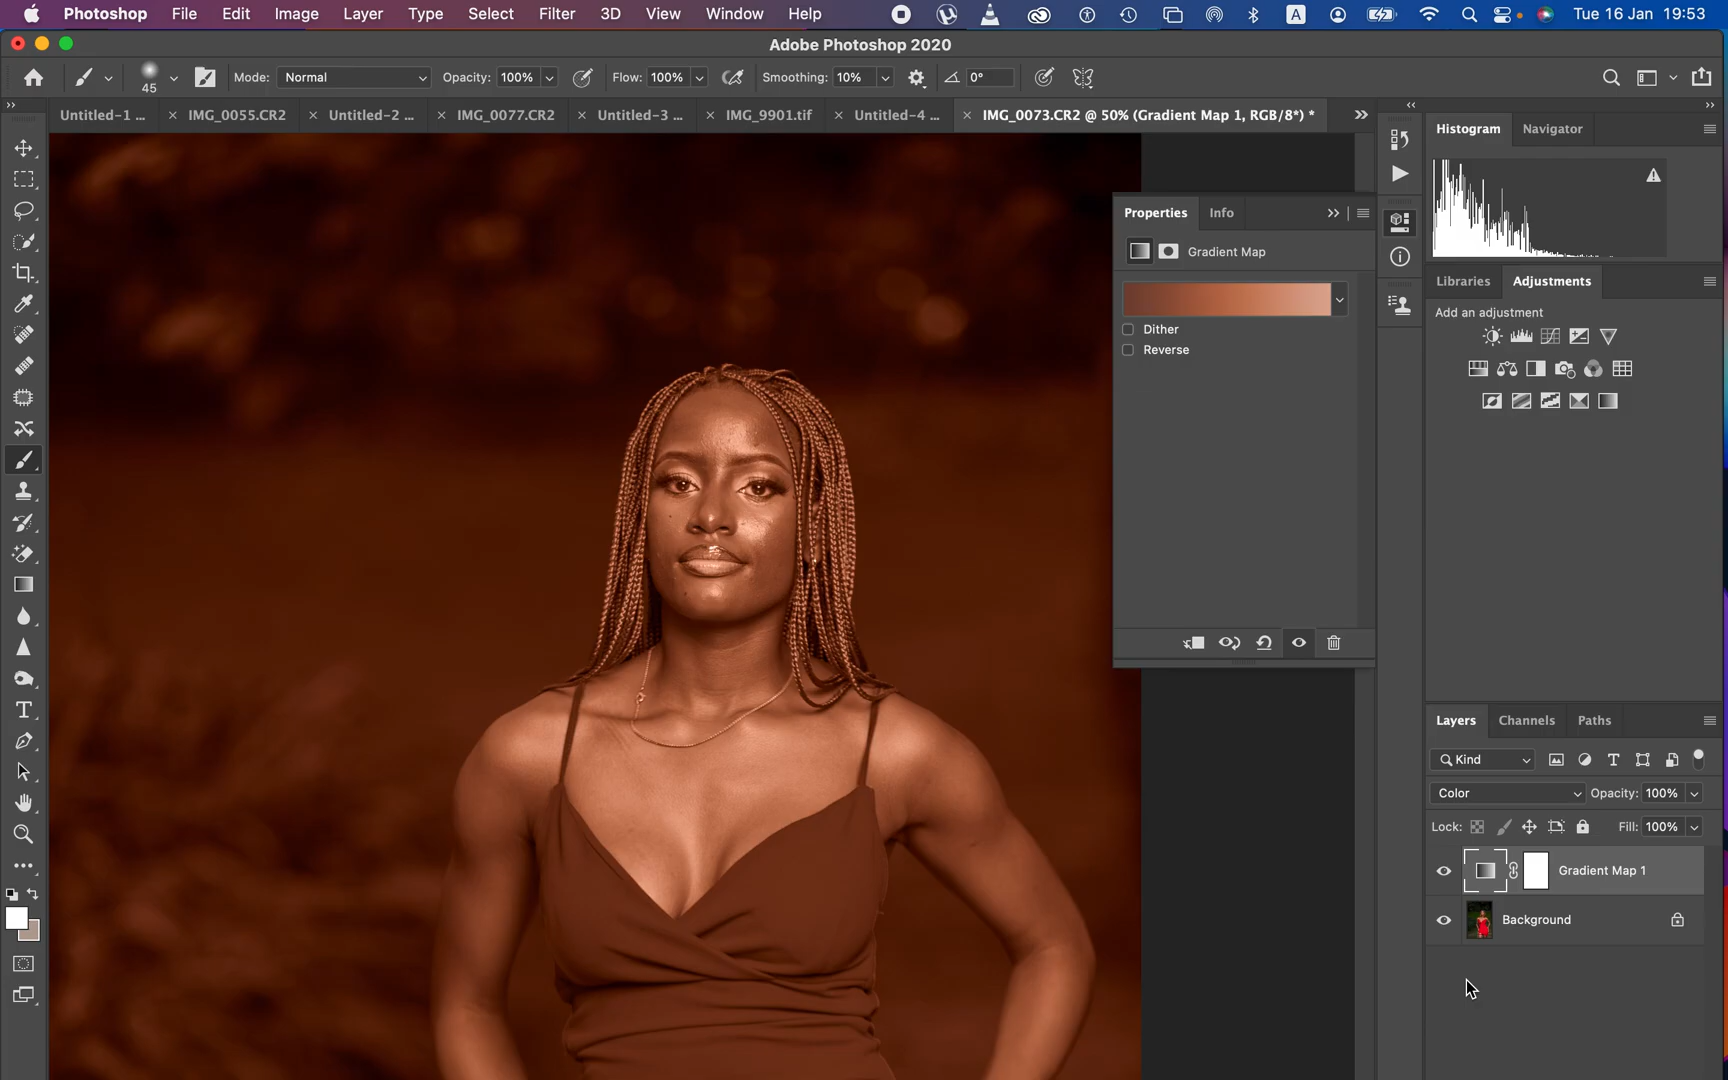 Photoshop File Edit Image Layer Type Select Filter 3D View Window Help A Tue 16 Jan 19:53
Adobe Photoshop 2020
45 Mode: Normal Opacity: 100% Flow: 100% Smoothing: 10% 0°
Untitled-1 ... × IMG_0055.CR2 × Untitled-2 ... × IMG_0077.CR2 × Untitled-3 ... × IMG_9901.tif × Untitled-4 ... × IMG_0073.CR2 @ 50% (Gradient Map 1, RGB/8*) *
Histogram Navigator
Properties Info
Gradient Map
Dither
Reverse
Libraries Adjustments
Add an adjustment
Layers Channels Paths
Kind
Color Opacity: 100%
Lock: Fill: 100%
Gradient Map 1
Background